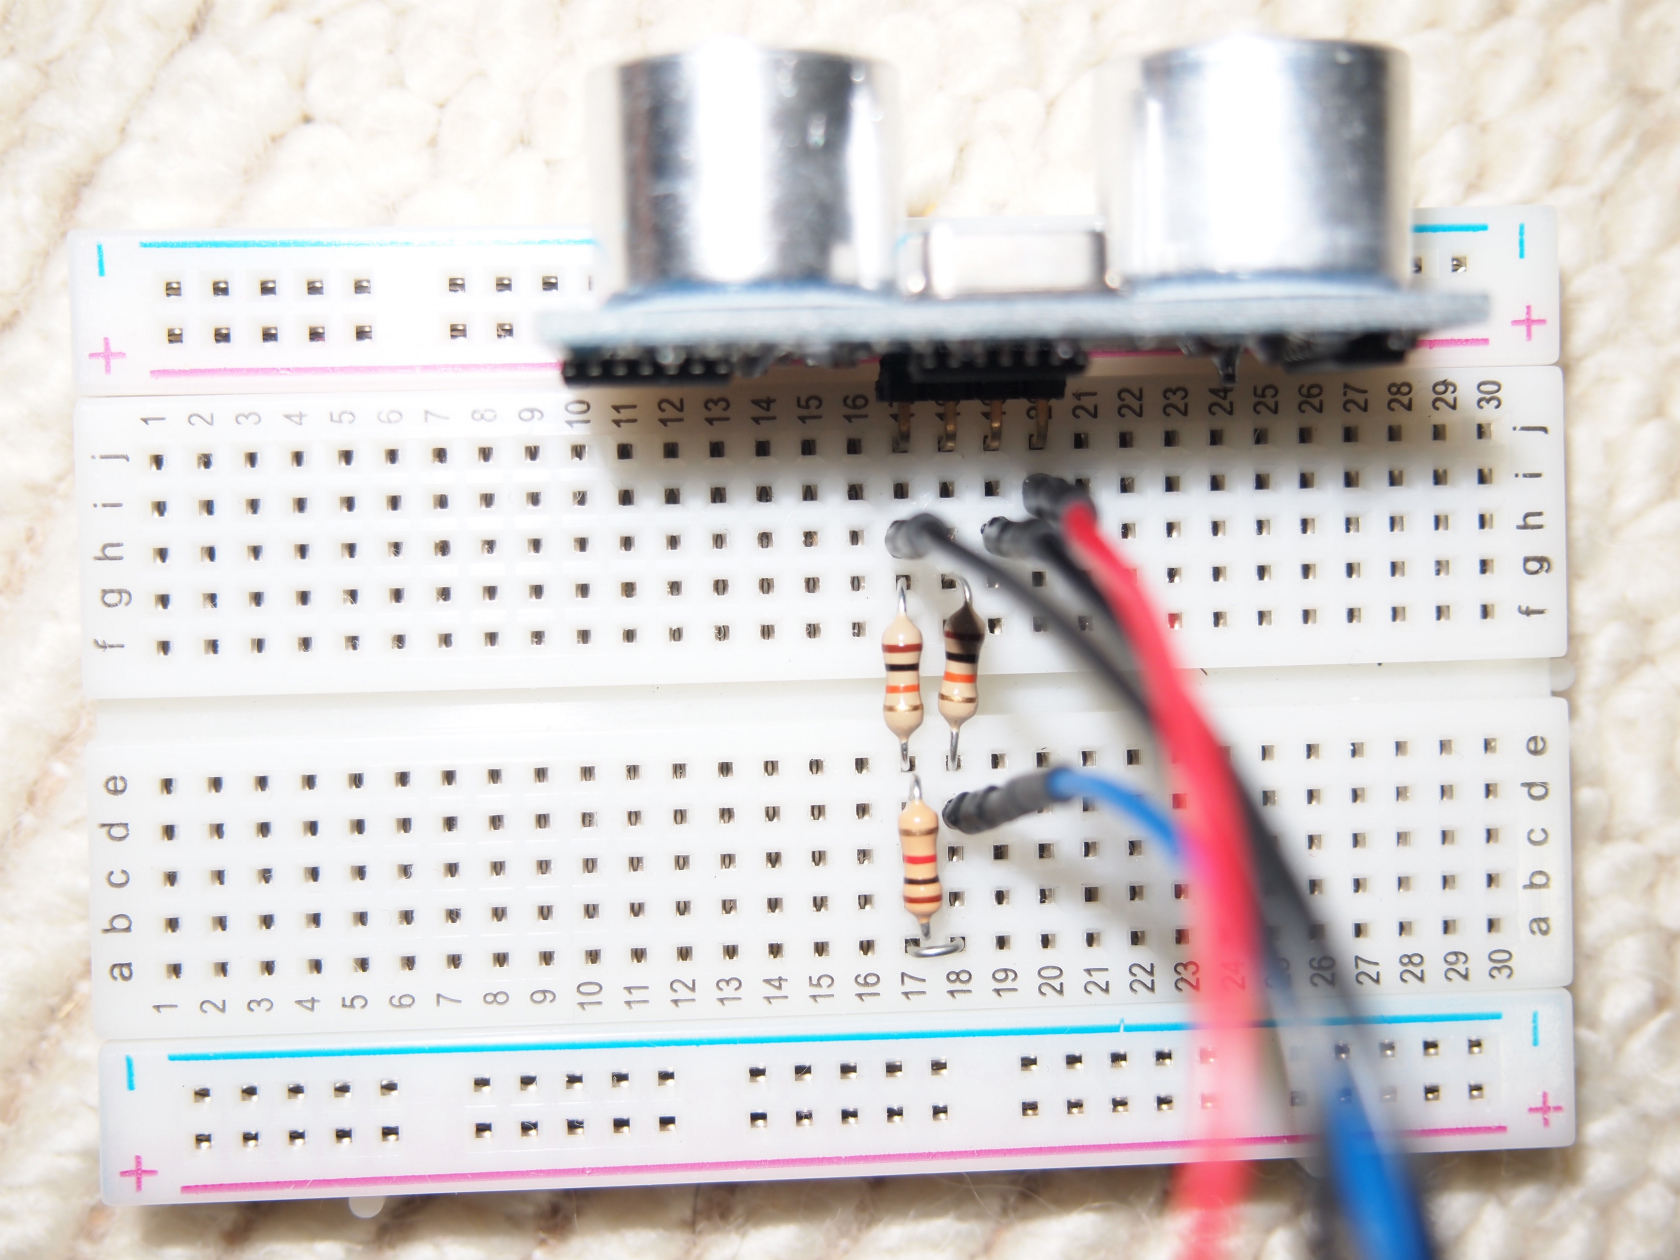 − −
+ +
1 2 3 4 5 6 7 8 9 10 11 12 13 14 15 16 21 22 23 24 25 26 27 28 29 30
j j
i i
h h
g g
f f
e e
d d
c c
b b
a a
1 2 3 4 5 6 7 8 9 10 11 12 13 14 15 16 17 18 19 20 21 22 23 24 26 27 28 29 30
− −
+ +